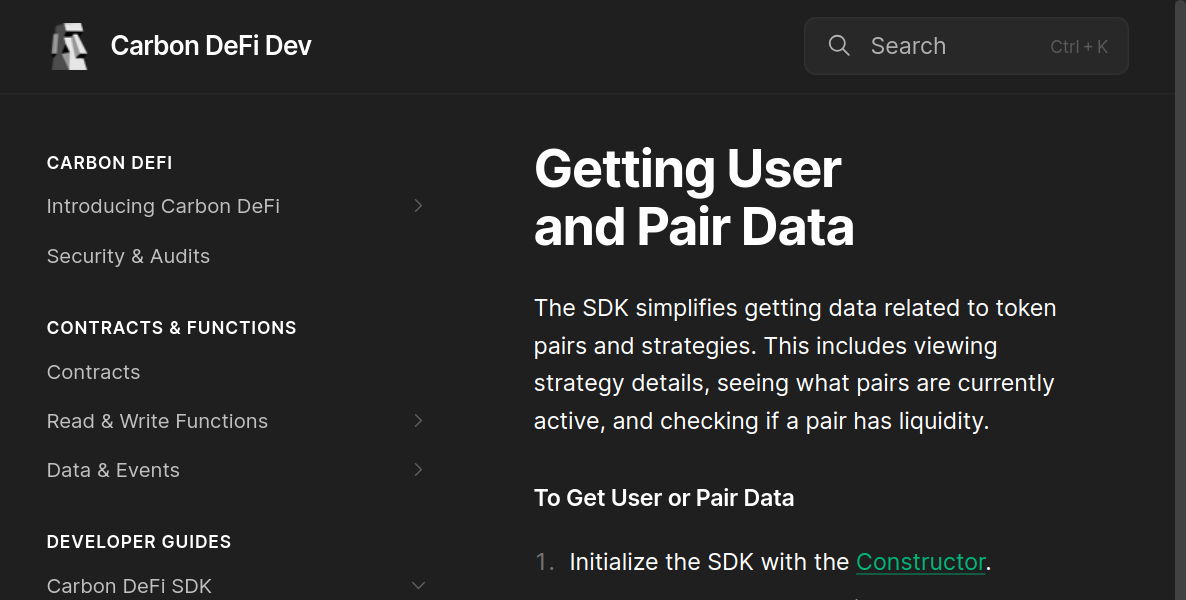 Carbon DeFi Dev
Search
Ctrl + K
CARBON DEFI
Introducing Carbon DeFi
Security & Audits
CONTRACTS & FUNCTIONS
Contracts
Read & Write Functions
Data & Events
DEVELOPER GUIDES
Carbon DeFi SDK
Getting User
and Pair Data
The SDK simplifies getting data related to token
pairs and strategies. This includes viewing
strategy details, seeing what pairs are currently
active, and checking if a pair has liquidity.
To Get User or Pair Data
1. Initialize the SDK with the Constructor.